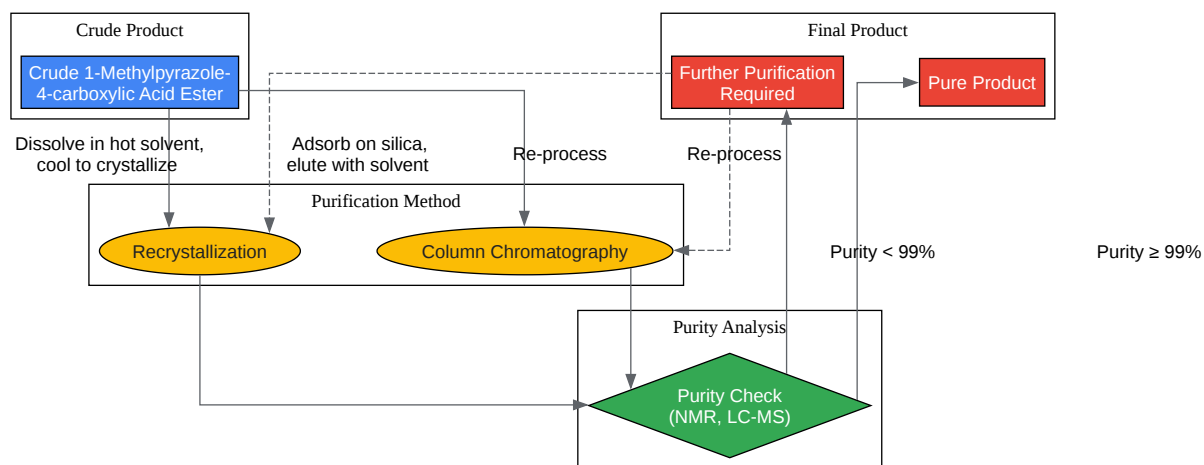 Crude Product
Final Product
Crude 1-Methylpyrazole-
4-carboxylic Acid Ester
Further Purification
Required
Pure Product
Dissolve in hot solvent,
cool to crystallize
Adsorb on silica,
elute with solvent
Re-process
Re-process
Purification Method
Recrystallization
Column Chromatography
Purity < 99%
Purity ≥ 99%
Purity Analysis
Purity Check
(NMR, LC-MS)